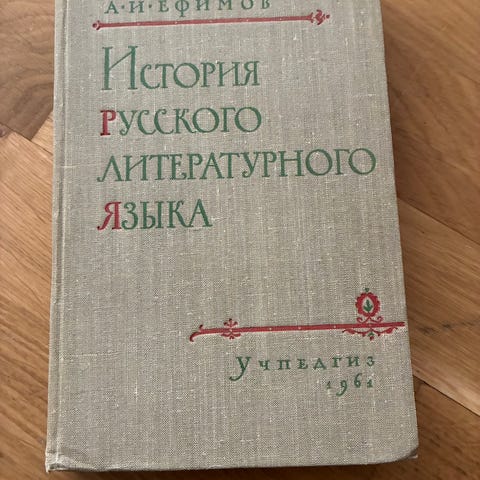 А·И·ЕФИМОВ
История
РУССКОГО
ЛИТЕРАТУРНОГО
ЯЗЫКА
Учпедгиз
1961